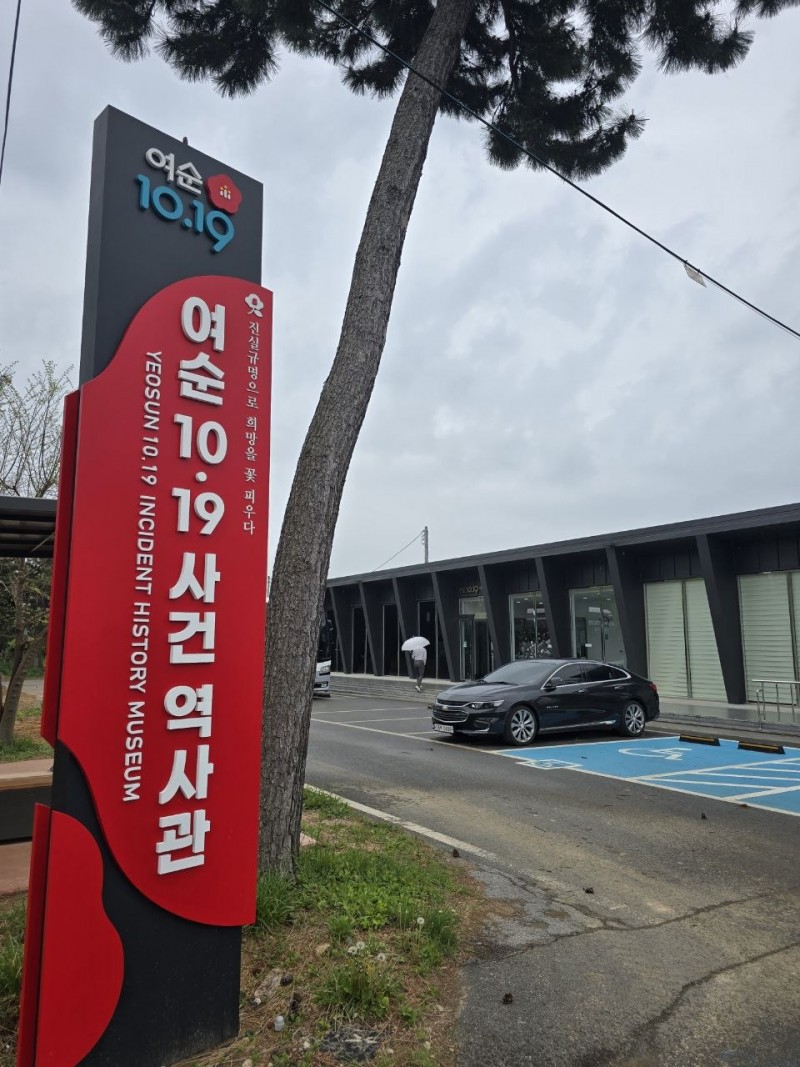 여순
10.19
진실규명으로 희망을 꽃 피우다
여순 10·19 사건 역사관
YEOSUN 10.19 INCIDENT HISTORY MUSEUM